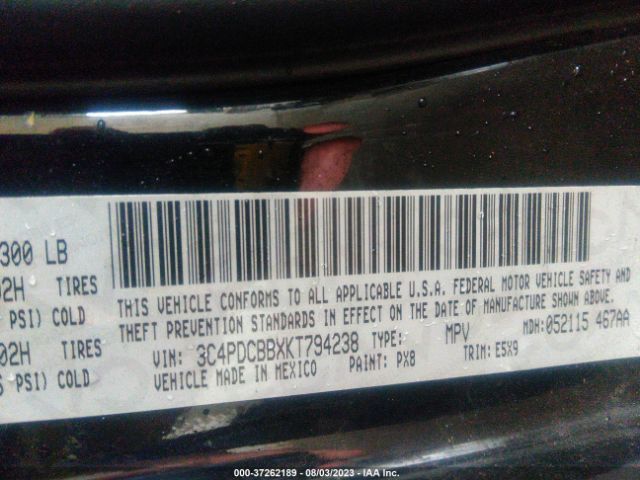 300 LB
02H TIRES
PSI) COLD
02H TIRES
PSI) COLD
THIS VEHICLE CONFORMS TO ALL APPLICABLE U.S.A. FEDERAL MOTOR VEHICLE SAFETY AND
THEFT PREVENTION STANDARDS IN EFFECT ON THE DATE OF MANUFACTURE SHOWN ABOVE.
VIN: 3C4PDCBBXKT794238 TYPE: MPV MDH:052115 467AA
VEHICLE MADE IN MEXICO PAINT: PX8 TRIM: E5X9
000-37262189 - 08/03/2023 - IAA Inc.